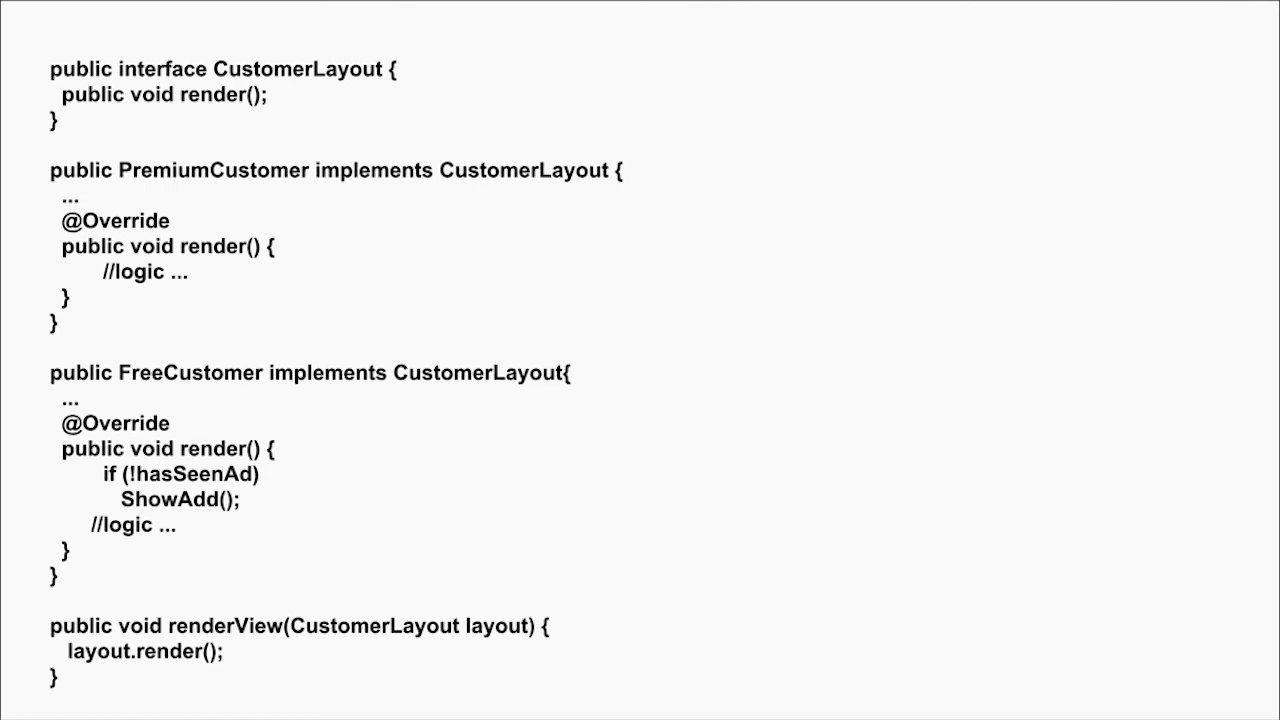 public interface CustomerLayout {
public void render();
}
public PremiumCustomer implements CustomerLayout {
...
@Override
public void render() {
//logic ...
}
}
public FreeCustomer implements CustomerLayout{
...
@Override
public void render() {
if (!hasSeenAd)
ShowAdd();
//logic ...
}
}
public void renderView(CustomerLayout layout) {
layout.render();
}